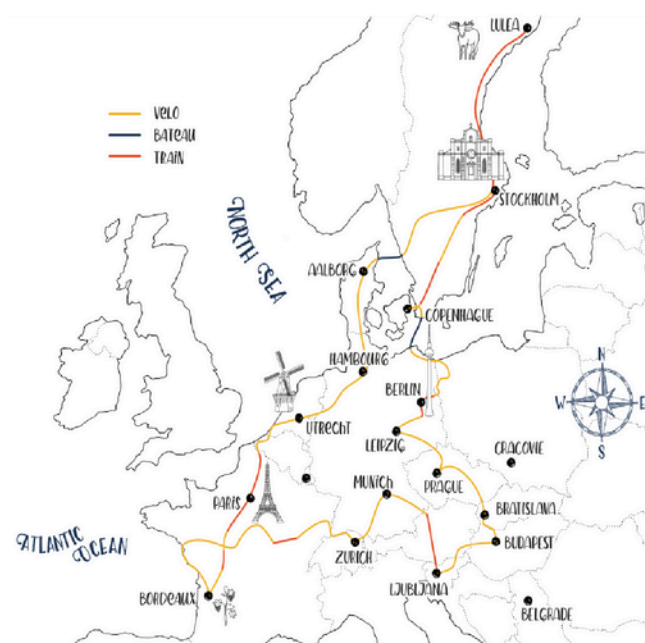 LULEA
VELO
BATEAU
TRAIN
STOCKHOLM
NORTH SEA
AALBORG
COPENHAGUE
HAMBOURG
N
W E
S
BERLIN
UTRECHT
LEIPZIG
CRACOVIE
PRAGUE
MUNICH
PARIS
BRATISLAVA
ATLANTIC
OCEAN
ZURICH
BUDAPEST
LJUBLJANA
BORDEAUX
BELGRADE